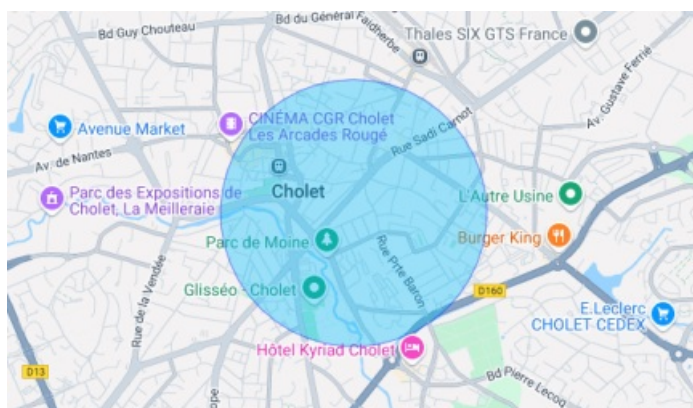 Bd du Général Faidherbe
Bd Guy Chouteau
Thales SIX GTS France
Av. Gustave Ferrié
CINÉMA CGR Cholet
Les Arcades Rougé
Avenue Market
Rue Sadi Carnot
Av. de Nantes
Cholet
Parc des Expositions de
Cholet, La Meilleraie
L'Autre Usine
Parc de Moine
Burger King
Rue de la Vendée
Rue Prte Baron
Glisséo - Cholet
D160
E.Leclerc
CHOLET CEDEX
Hôtel Kyriad Cholet
D13
Bd Pierre Lecoq